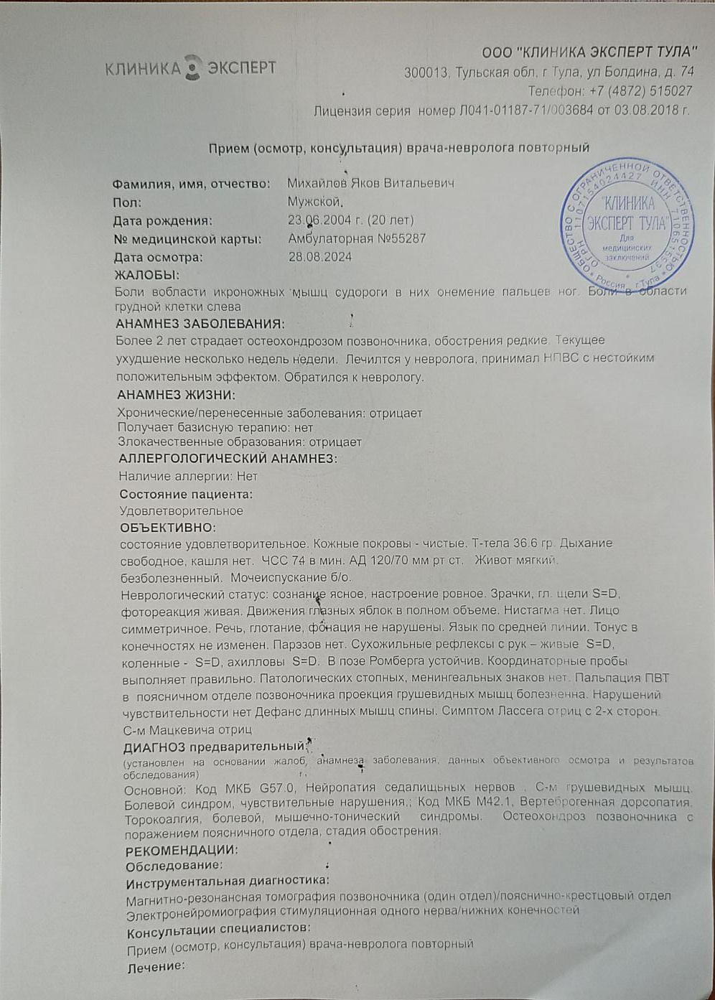 КЛИНИКА ЭКСПЕРТ
ООО "КЛИНИКА ЭКСПЕРТ ТУЛА"
300013, Тульская обл, г Тула, ул Болдина, д. 74
Телефон: +7 (4872) 515027
Лицензия серия номер Л041-01187-71/003684 от 03.08.2018 г.
Прием (осмотр, консультация) врача-невролога повторный
Фамилия, имя, отчество: Михайлов Яков Витальевич
Пол: Мужской.
Дата рождения: 23.06.2004 г. (20 лет)
№ медицинской карты: Амбулаторная №55287
Дата осмотра: 28.08.2024
ОБЩЕСТВО С ОГРАНИЧЕННОЙ ОТВЕТСТВЕННОСТЬЮ
ОГРН 1107154024427 ИНН
"КЛИНИКА
ЭКСПЕРТ ТУЛА"
Для
медицинских
заключений
Россия г.Тула
ЖАЛОБЫ:
Боли вобласти икроножных мышц судороги в них онемение пальцев ног. Боли в области
грудной клетки слева
АНАМНЕЗ ЗАБОЛЕВАНИЯ:
Более 2 лет страдает остеохондрозом позвоночника, обострения редкие. Текущее
ухудшение несколько недель недели. Лечилтся у невролога, принимал НПВС с нестойким
положительным эффектом. Обратился к неврологу.
АНАМНЕЗ ЖИЗНИ:
Хронические/перенесенные заболевания: отрицает
Получает базисную терапию: нет
Злокачественные образования: отрицает
АЛЛЕРГОЛОГИЧЕСКИЙ АНАМНЕЗ:
Наличие аллергии: Нет
Состояние пациента:
Удовлетворительное
ОБЪЕКТИВНО:
состояние удовлетворительное. Кожные покровы - чистые. Т-тела 36.6 гр. Дыхание
свободное, кашля нет. ЧСС 74 в мин. АД 120/70 мм рт ст. Живот мягкий,
безболезненный. Мочеиспускание б/о.
Неврологический статус: сознание ясное, настроение ровное. Зрачки, гл. щели S=D,
фотореакция живая. Движения глазных яблок в полном объеме. Нистагма нет. Лицо
симметричное. Речь, глотание, фонация не нарушены. Язык по средней линии. Тонус в
конечностях не изменен. Парэзов нет. Сухожильные рефлексы с рук – живые S=D,
коленные - S=D, ахилловы S=D. В позе Ромберга устойчив. Координаторные пробы
выполняет правильно. Патологических стопных, менингеальных знаков нет. Пальпация ПВТ
в поясничном отделе позвоночника проекция грушевидных мышц болезненна. Нарушений
чувствительности нет Дефанс длинных мышц спины. Симптом Лассега отриц с 2-х сторон.
С-м Мацкевича отриц
ДИАГНОЗ предварительный:
(установлен на основании жалоб, анамнеза заболевания, данных объективного осмотра и результатов
обследования)
Основной: Код МКБ G57.0, Нейропатия седалищьных нервов . С-м грушевидных мышц.
Болевой синдром, чувствительные нарушения,; Код МКБ М42.1, Вертеброгенная дорсопатия.
Торокоалгия, болевой, мышечно-тонический синдромы. Остеохондроз позвоночника с
поражением поясничного отдела, стадия обострения.
РЕКОМЕНДАЦИИ:
Обследование:
Инструментальная диагностика:
Магнитно-резонансная томография позвоночника (один отдел)/пояснично-крестцовый отдел
Электронейромиография стимуляционная одного нерва/нижних конечностей
Консультации специалистов:
Прием (осмотр, консультация) врача-невролога повторный
Лечение: